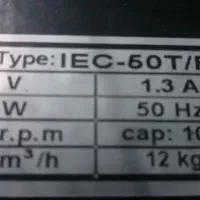 Type: IEC-50T/
V 1.3 A
W 50 Hz
r.p.m cap: 10
m³/h 12 kg